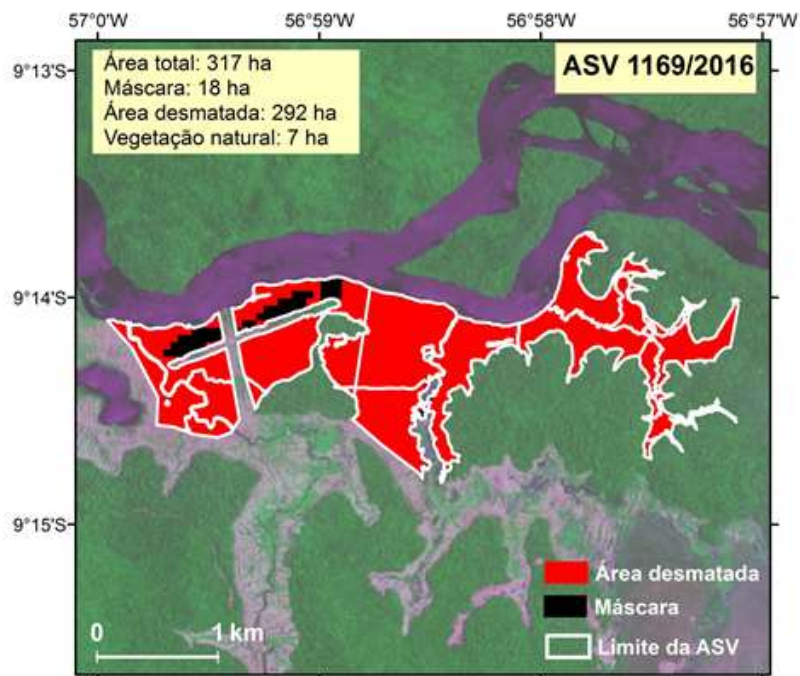 57°0'W 56°59'W 56°58'W 56°57'W
9°13'S
Área total: 317 ha
Máscara: 18 ha
Área desmatada: 292 ha
Vegetação natural: 7 ha
ASV 1169/2016
9°14'S
9°15'S
Área desmatada
Máscara
Limite da ASV
0 1 km